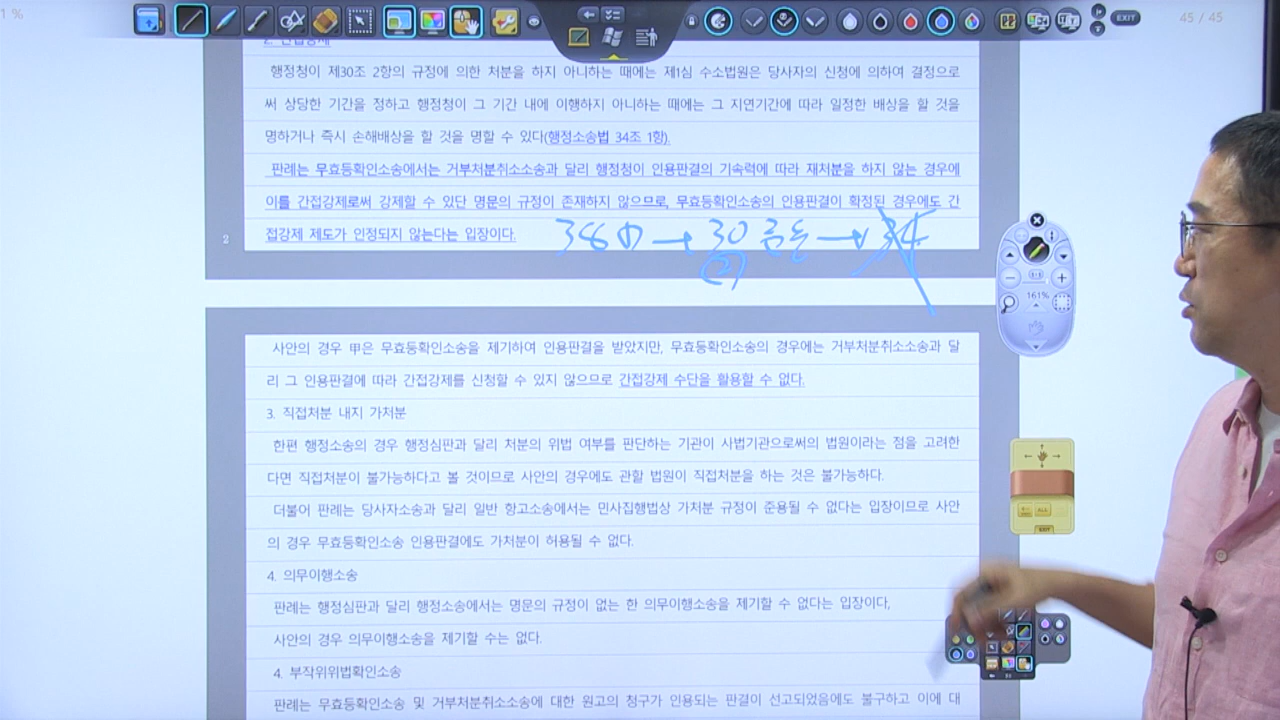 1 %
EXIT
45 / 45
2. 간접강제
행정청이 제30조 2항의 규정에 의한 처분을 하지 아니하는 때에는 제1심 수소법원은 당사자의 신청에 의하여 결정으로
써 상당한 기간을 정하고 행정청이 그 기간 내에 이행하지 아니하는 때에는 그 지연기간에 따라 일정한 배상을 할 것을
명하거나 즉시 손해배상을 할 것을 명할 수 있다(행정소송법 34조 1항).
판례는 무효등확인소송에서는 거부처분취소소송과 달리 행정청이 인용판결의 기속력에 따라 재처분을 하지 않는 경우에
이를 간접강제로써 강제할 수 있단 명문의 규정이 존재하지 않으므로, 무효등확인소송의 인용판결이 확정된 경우에도 간
접강제 제도가 인정되지 않는다는 입장이다.
38① → 30 준용 → 34
(2)
2
161%
사안의 경우 甲은 무효등확인소송을 제기하여 인용판결을 받았지만, 무효등확인소송의 경우에는 거부처분취소소송과 달
리 그 인용판결에 따라 간접강제를 신청할 수 있지 않으므로 간접강제 수단을 활용할 수 없다.
3. 직접처분 내지 가처분
한편 행정소송의 경우 행정심판과 달리 처분의 위법 여부를 판단하는 기관이 사법기관으로써의 법원이라는 점을 고려한
다면 직접처분이 불가능하다고 볼 것이므로 사안의 경우에도 관할 법원이 직접처분을 하는 것은 불가능하다.
더불어 판례는 당사자소송과 달리 일반 항고소송에서는 민사집행법상 가처분 규정이 준용될 수 없다는 입장이므로 사안
의 경우 무효등확인소송 인용판결에도 가처분이 허용될 수 없다.
ALL
EXIT
4. 의무이행소송
판례는 행정심판과 달리 행정소송에서는 명문의 규정이 없는 한 의무이행소송을 제기할 수 없다는 입장이다,
사안의 경우 의무이행소송을 제기할 수는 없다.
4. 부작위위법확인소송
판례는 무효등확인소송 및 거부처분취소소송에 대한 원고의 청구가 인용되는 판결이 선고되었음에도 불구하고 이에 대